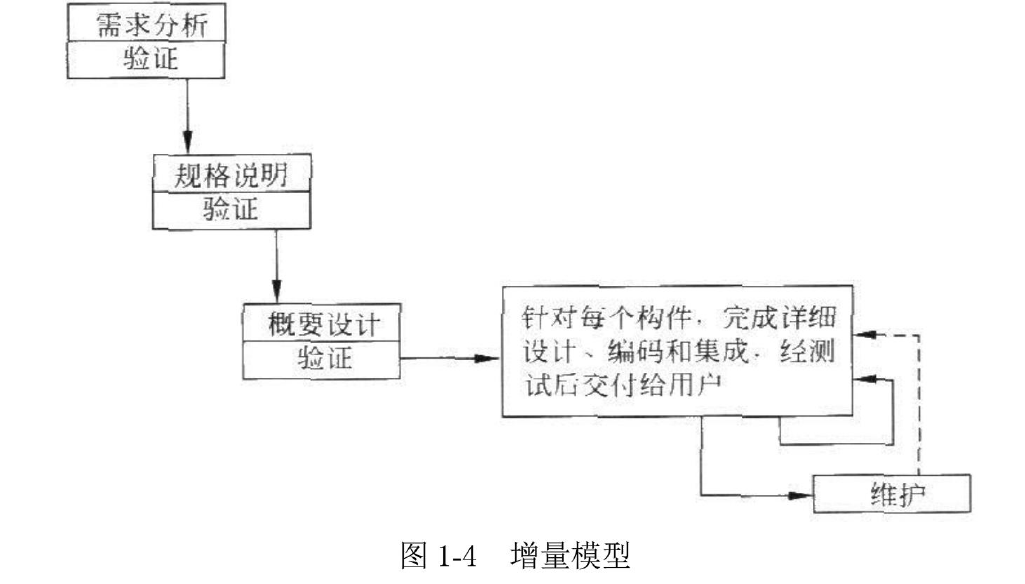 需求分析
验证
规格说明
验证
概要设计
验证
针对每个构件，完成详细
设计、编码和集成，经测
试后交付给用户
维护
图 1-4 增量模型